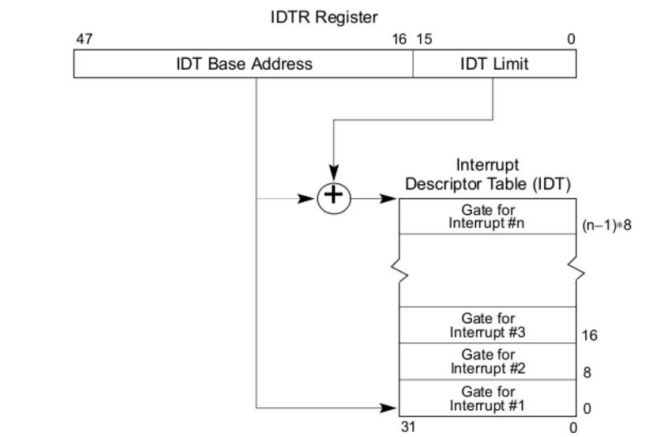 IDTR Register
47 16 15 0
IDT Base Address IDT Limit
+
Interrupt
Descriptor Table (IDT)
Gate for
Interrupt #n
(n–1)*8
Gate for
Interrupt #3
16
Gate for
Interrupt #2
8
Gate for
Interrupt #1
0
31 0